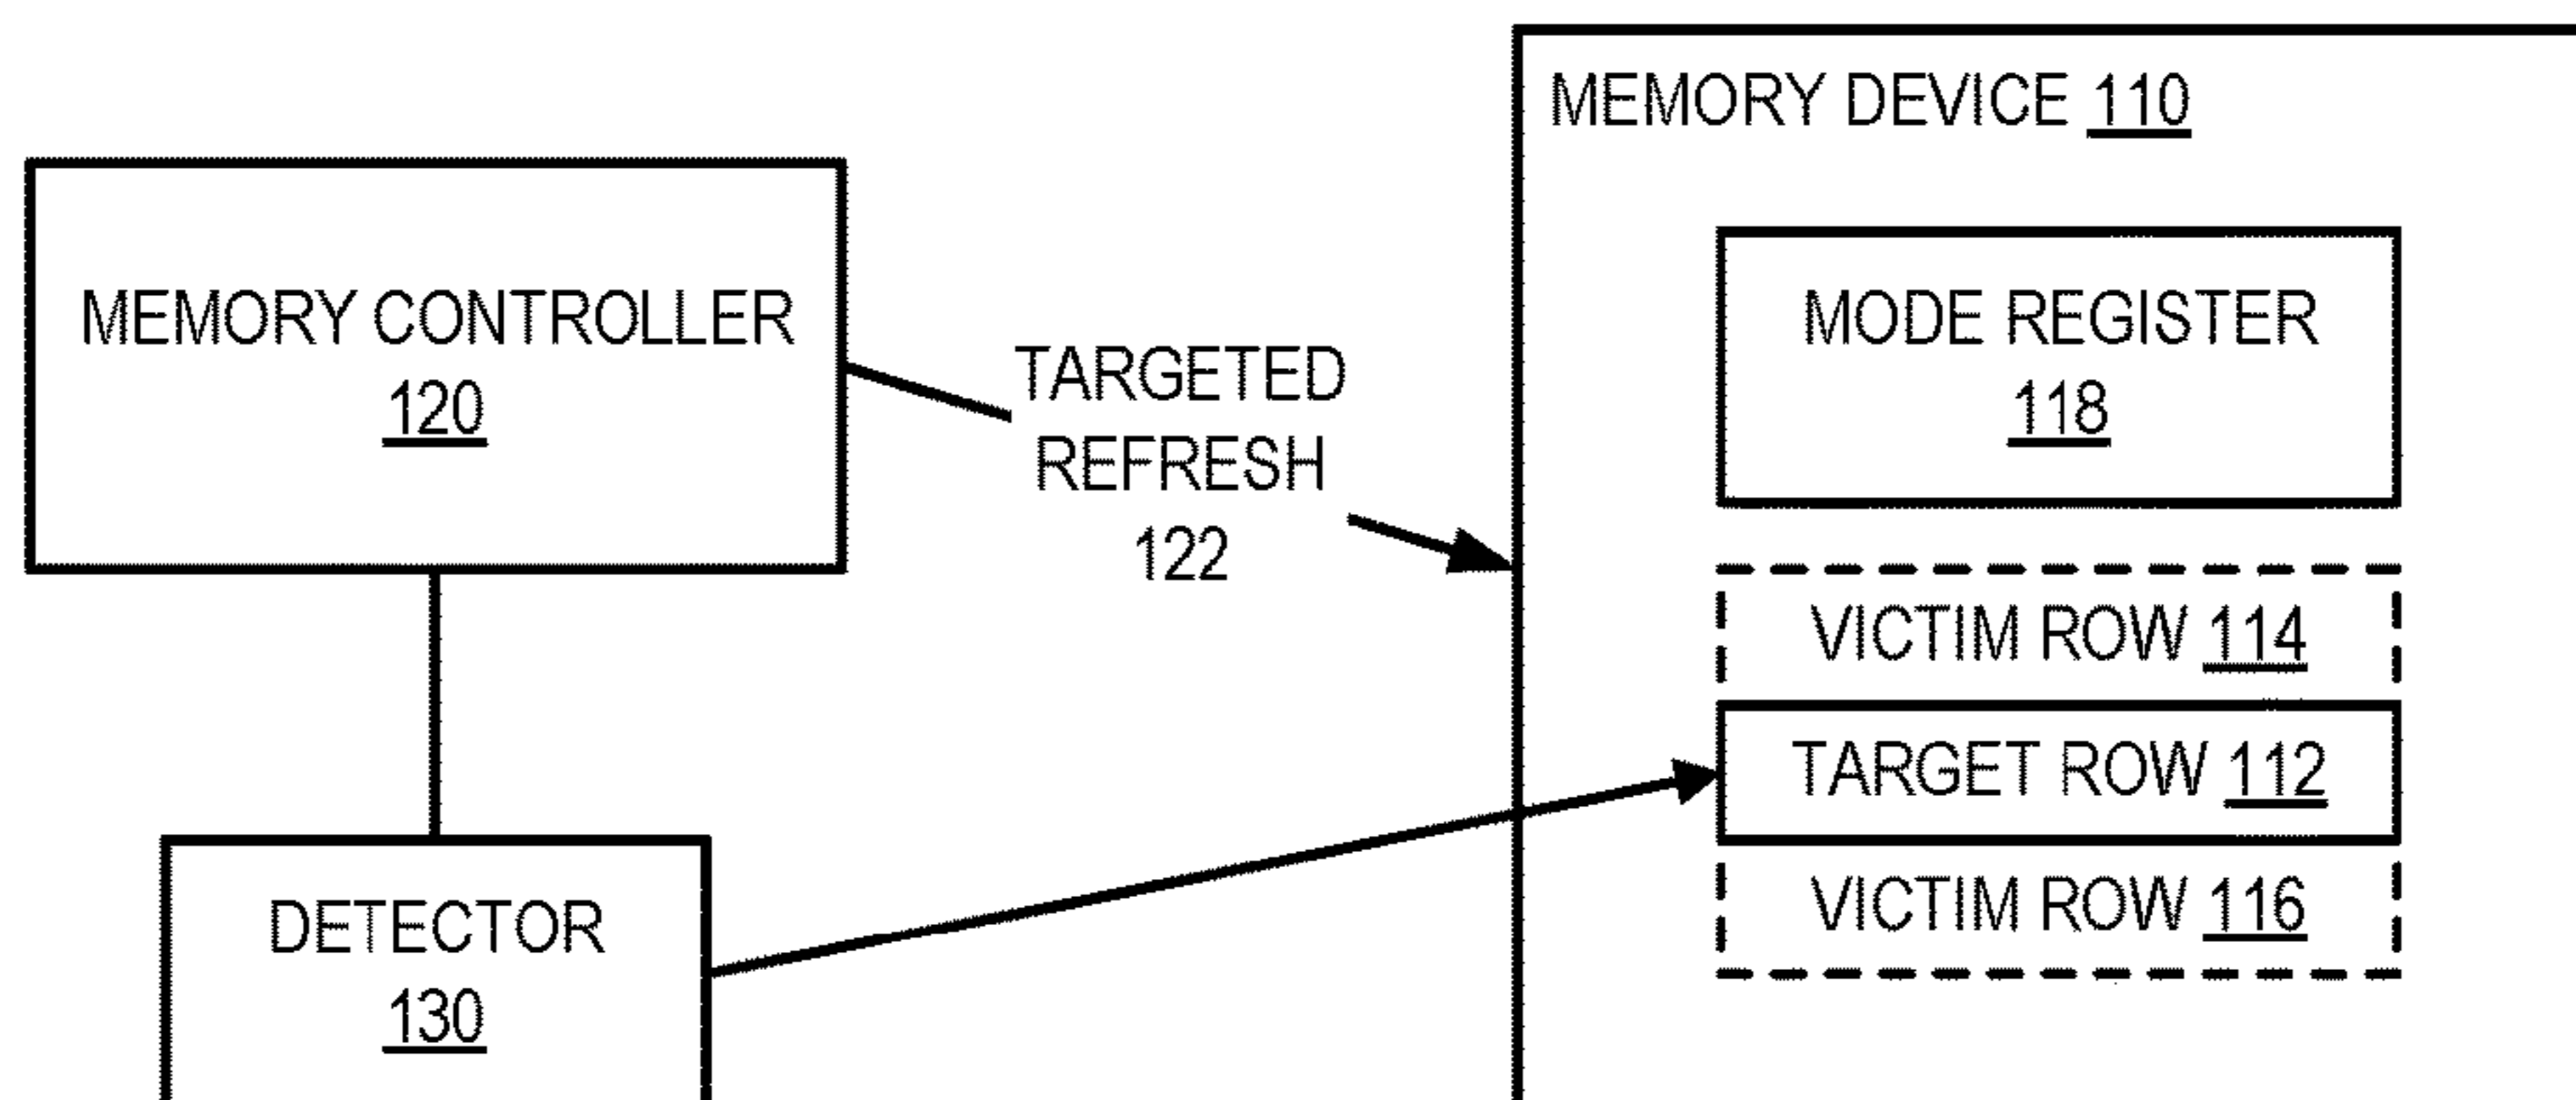 MEMORY DEVICE 110
MEMORY CONTROLLER
120
TARGETED
REFRESH
122
MODE REGISTER
118
VICTIM ROW 114
TARGET ROW 112
VICTIM ROW 116
DETECTOR
130